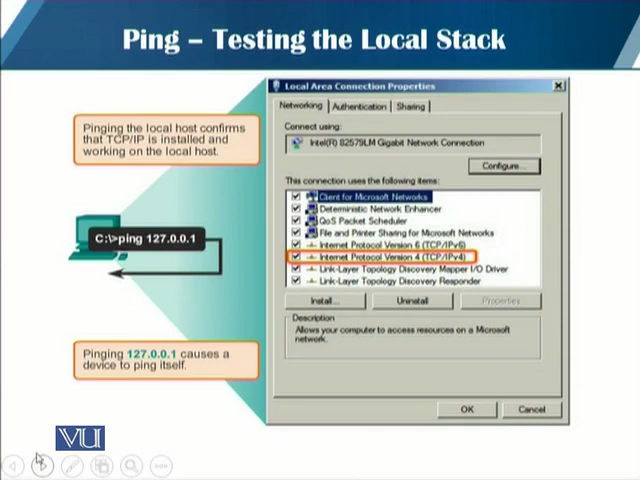 Ping – Testing the Local Stack
Pinging the local host confirms
that TCP/IP is installed and
working on the local host.
C:\>ping 127.0.0.1
Pinging 127.0.0.1 causes a
device to ping itself.
Local Area Connection Properties
Networking
Authentication
Sharing
Connect using:
Intel(R) 82579LM Gigabit Network Connection
Configure...
This connection uses the following items:
Client for Microsoft Networks
Deterministic Network Enhancer
QoS Packet Scheduler
File and Printer Sharing for Microsoft Networks
Internet Protocol Version 6 (TCP/IPv6)
Internet Protocol Version 4 (TCP/IPv4)
Link-Layer Topology Discovery Mapper I/O Driver
Link-Layer Topology Discovery Responder
Install...
Uninstall
Properties
Description
Allows your computer to access resources on a Microsoft
network.
OK
Cancel
VU